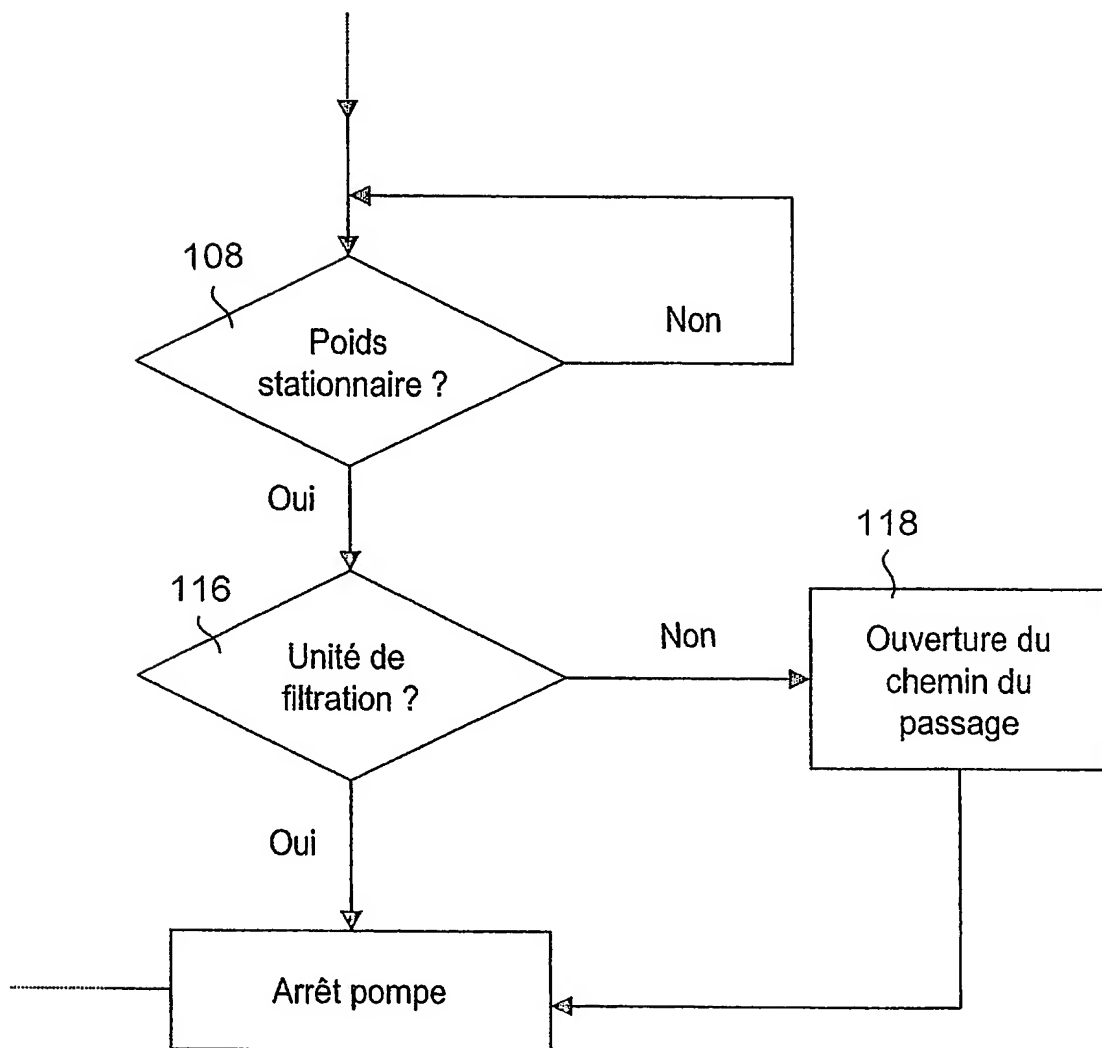 108
Poids
stationnaire ?
Non
Oui
118
116
Unité de
filtration ?
Non
Ouverture du
chemin du
passage
Oui
Arrêt pompe